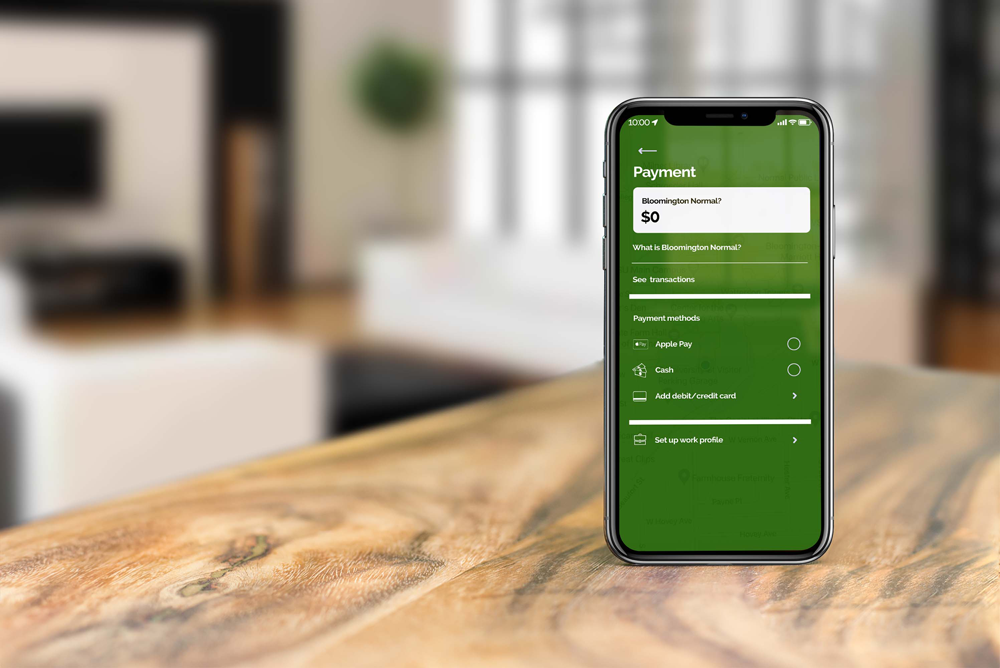 10:00
Payment
Bloomington Normal?
$0
What is Bloomington Normal?
See transactions
Payment methods
Pay
Apple Pay
Cash
Add debit/credit card
Set up work profile